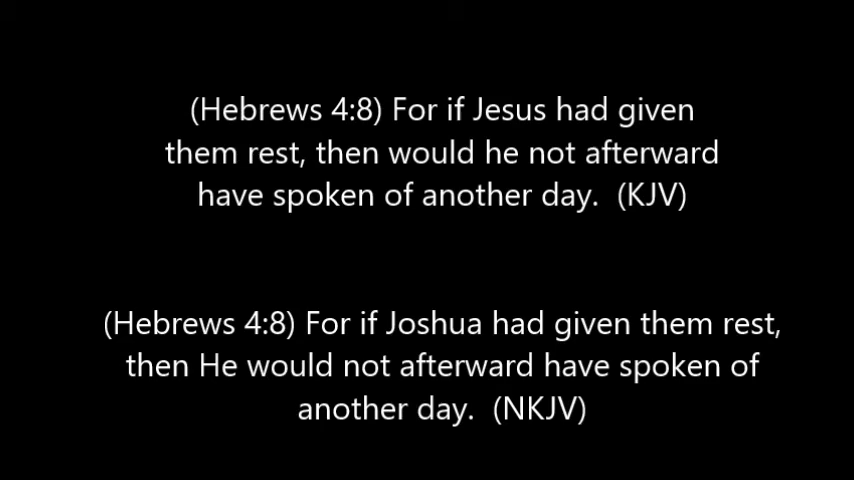 (Hebrews 4:8) For if Jesus had given
them rest, then would he not afterward
have spoken of another day.  (KJV)
(Hebrews 4:8) For if Joshua had given them rest,
then He would not afterward have spoken of
another day.  (NKJV)